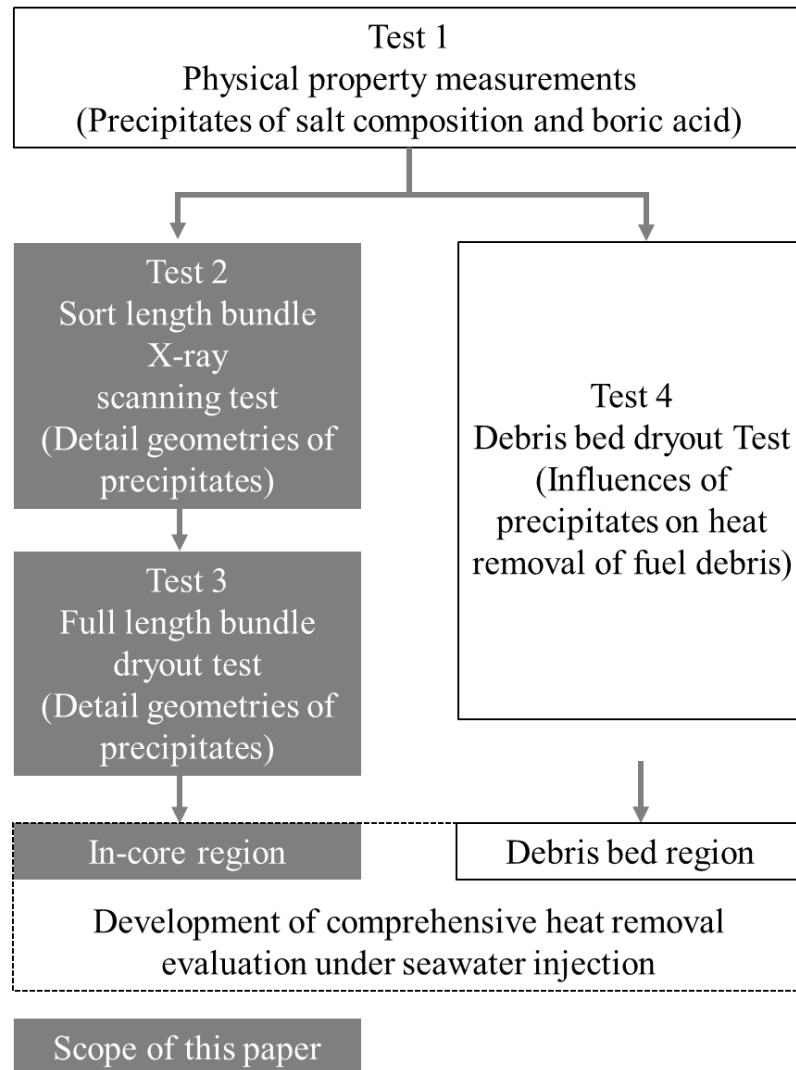 Test 1
Physical property measurements
(Precipitates of salt composition and boric acid)
Test 2
Sort length bundle
X-ray
scanning test
(Detail geometries of
precipitates)
Test 3
Full length bundle
dryout test
(Detail geometries of
precipitates)
Test 4
Debris bed dryout Test
(Influences of
precipitates on heat
removal of fuel debris)
In-core region
Debris bed region
Development of comprehensive heat removal
evaluation under seawater injection
Scope of this paper